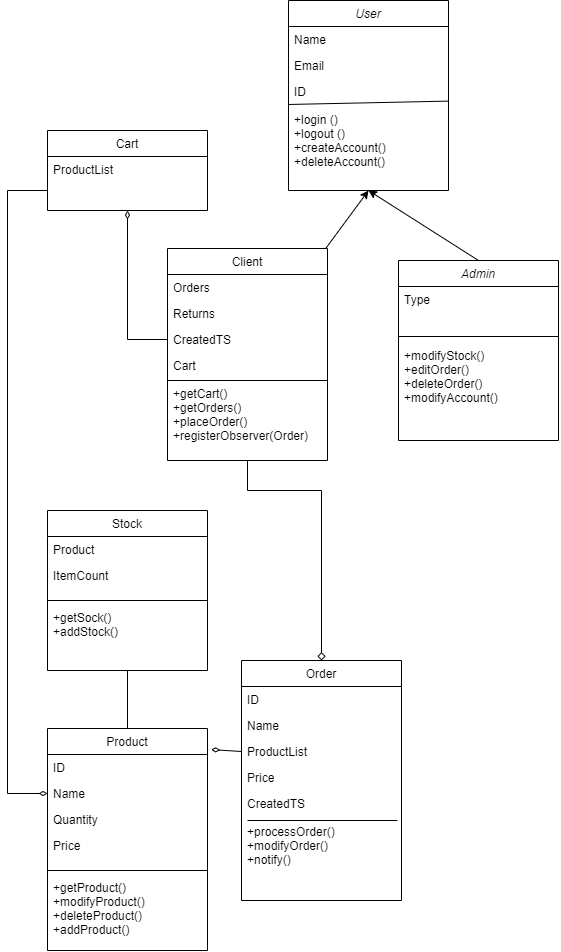 User
Name
Email
ID
+login ()
+logout ()
+createAccount()
+deleteAccount()
Cart
ProductList
Client
Orders
Returns
CreatedTS
Cart
+getCart()
+getOrders()
+placeOrder()
+registerObserver(Order)
Admin
Type
+modifyStock()
+editOrder()
+deleteOrder()
+modifyAccount()
Stock
Product
ItemCount
+getSock()
+addStock()
Order
ID
Name
ProductList
Price
CreatedTS
+processOrder()
+modifyOrder()
+notify()
Product
ID
Name
Quantity
Price
+getProduct()
+modifyProduct()
+deleteProduct()
+addProduct()